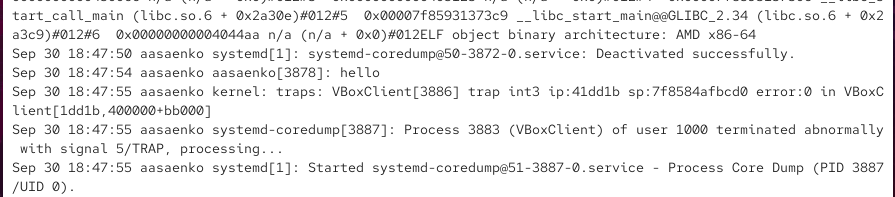 tart_call_main (libc.so.6 + 0x2a30e)#012#5  0x00007f85931373c9 __libc_start_main@@GLIBC_2.34 (libc.so.6 + 0x2
a3c9)#012#6  0x00000000004044aa n/a (n/a + 0x0)#012ELF object binary architecture: AMD x86-64
Sep 30 18:47:50 aasaenko systemd[1]: systemd-coredump@50-3872-0.service: Deactivated successfully.
Sep 30 18:47:54 aasaenko aasaenko[3878]: hello
Sep 30 18:47:55 aasaenko kernel: traps: VBoxClient[3886] trap int3 ip:41dd1b sp:7f8584afbcd0 error:0 in VBoxC
lient[1dd1b,400000+bb000]
Sep 30 18:47:55 aasaenko systemd-coredump[3887]: Process 3883 (VBoxClient) of user 1000 terminated abnormally
 with signal 5/TRAP, processing...
Sep 30 18:47:55 aasaenko systemd[1]: Started systemd-coredump@51-3887-0.service - Process Core Dump (PID 3887
/UID 0).